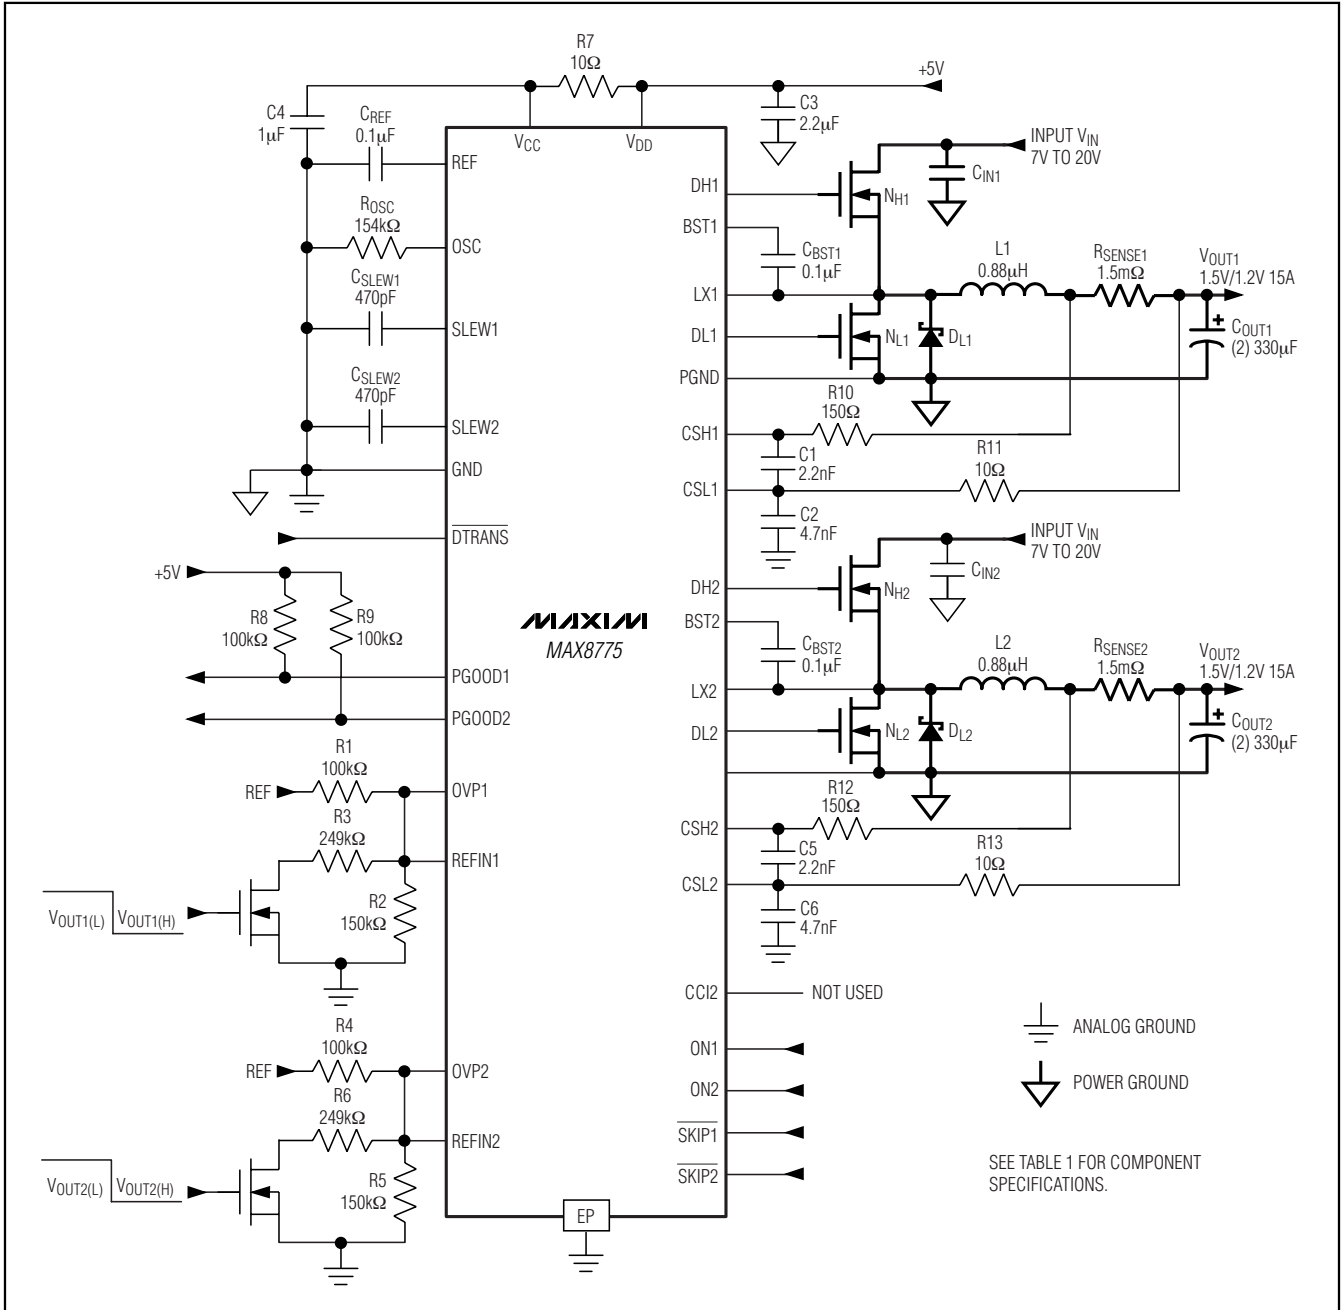 R7
10Ω
+5V
C4
1µF
CREF
0.1µF
C3
2.2µF
VCC
VDD
INPUT VIN
7V TO 20V
REF
DH1
NH1
CIN1
ROSC
154kΩ
OSC
BST1
CBST1
0.1µF
L1
0.88µH
RSENSE1
1.5mΩ
VOUT1
1.5V/1.2V 15A
CSLEW1
470pF
LX1
SLEW1
DL1
NL1
DL1
+
COUT1
(2) 330µF
CSLEW2
470pF
PGND
R10
150Ω
SLEW2
CSH1
C1
2.2nF
R11
10Ω
GND
CSL1
C2
4.7nF
INPUT VIN
7V TO 20V
DTRANS
+5V
DH2
NH2
CIN2
R8
100kΩ
R9
100kΩ
MAXIM
MAX8775
BST2
CBST2
0.1µF
L2
0.88µH
RSENSE2
1.5mΩ
VOUT2
1.5V/1.2V 15A
PGOOD1
LX2
PGOOD2
DL2
NL2
DL2
+
COUT2
(2) 330µF
R1
100kΩ
REF
OVP1
R12
150Ω
R3
249kΩ
CSH2
C5
2.2nF
R13
10Ω
REFIN1
CSL2
R2
150kΩ
C6
4.7nF
VOUT1(L)
VOUT1(H)
CCI2
NOT USED
R4
100kΩ
ON1
ANALOG GROUND
REF
OVP2
ON2
POWER GROUND
R6
249kΩ
REFIN2
SKIP1
R5
150kΩ
SKIP2
SEE TABLE 1 FOR COMPONENT
SPECIFICATIONS.
VOUT2(L)
VOUT2(H)
EP